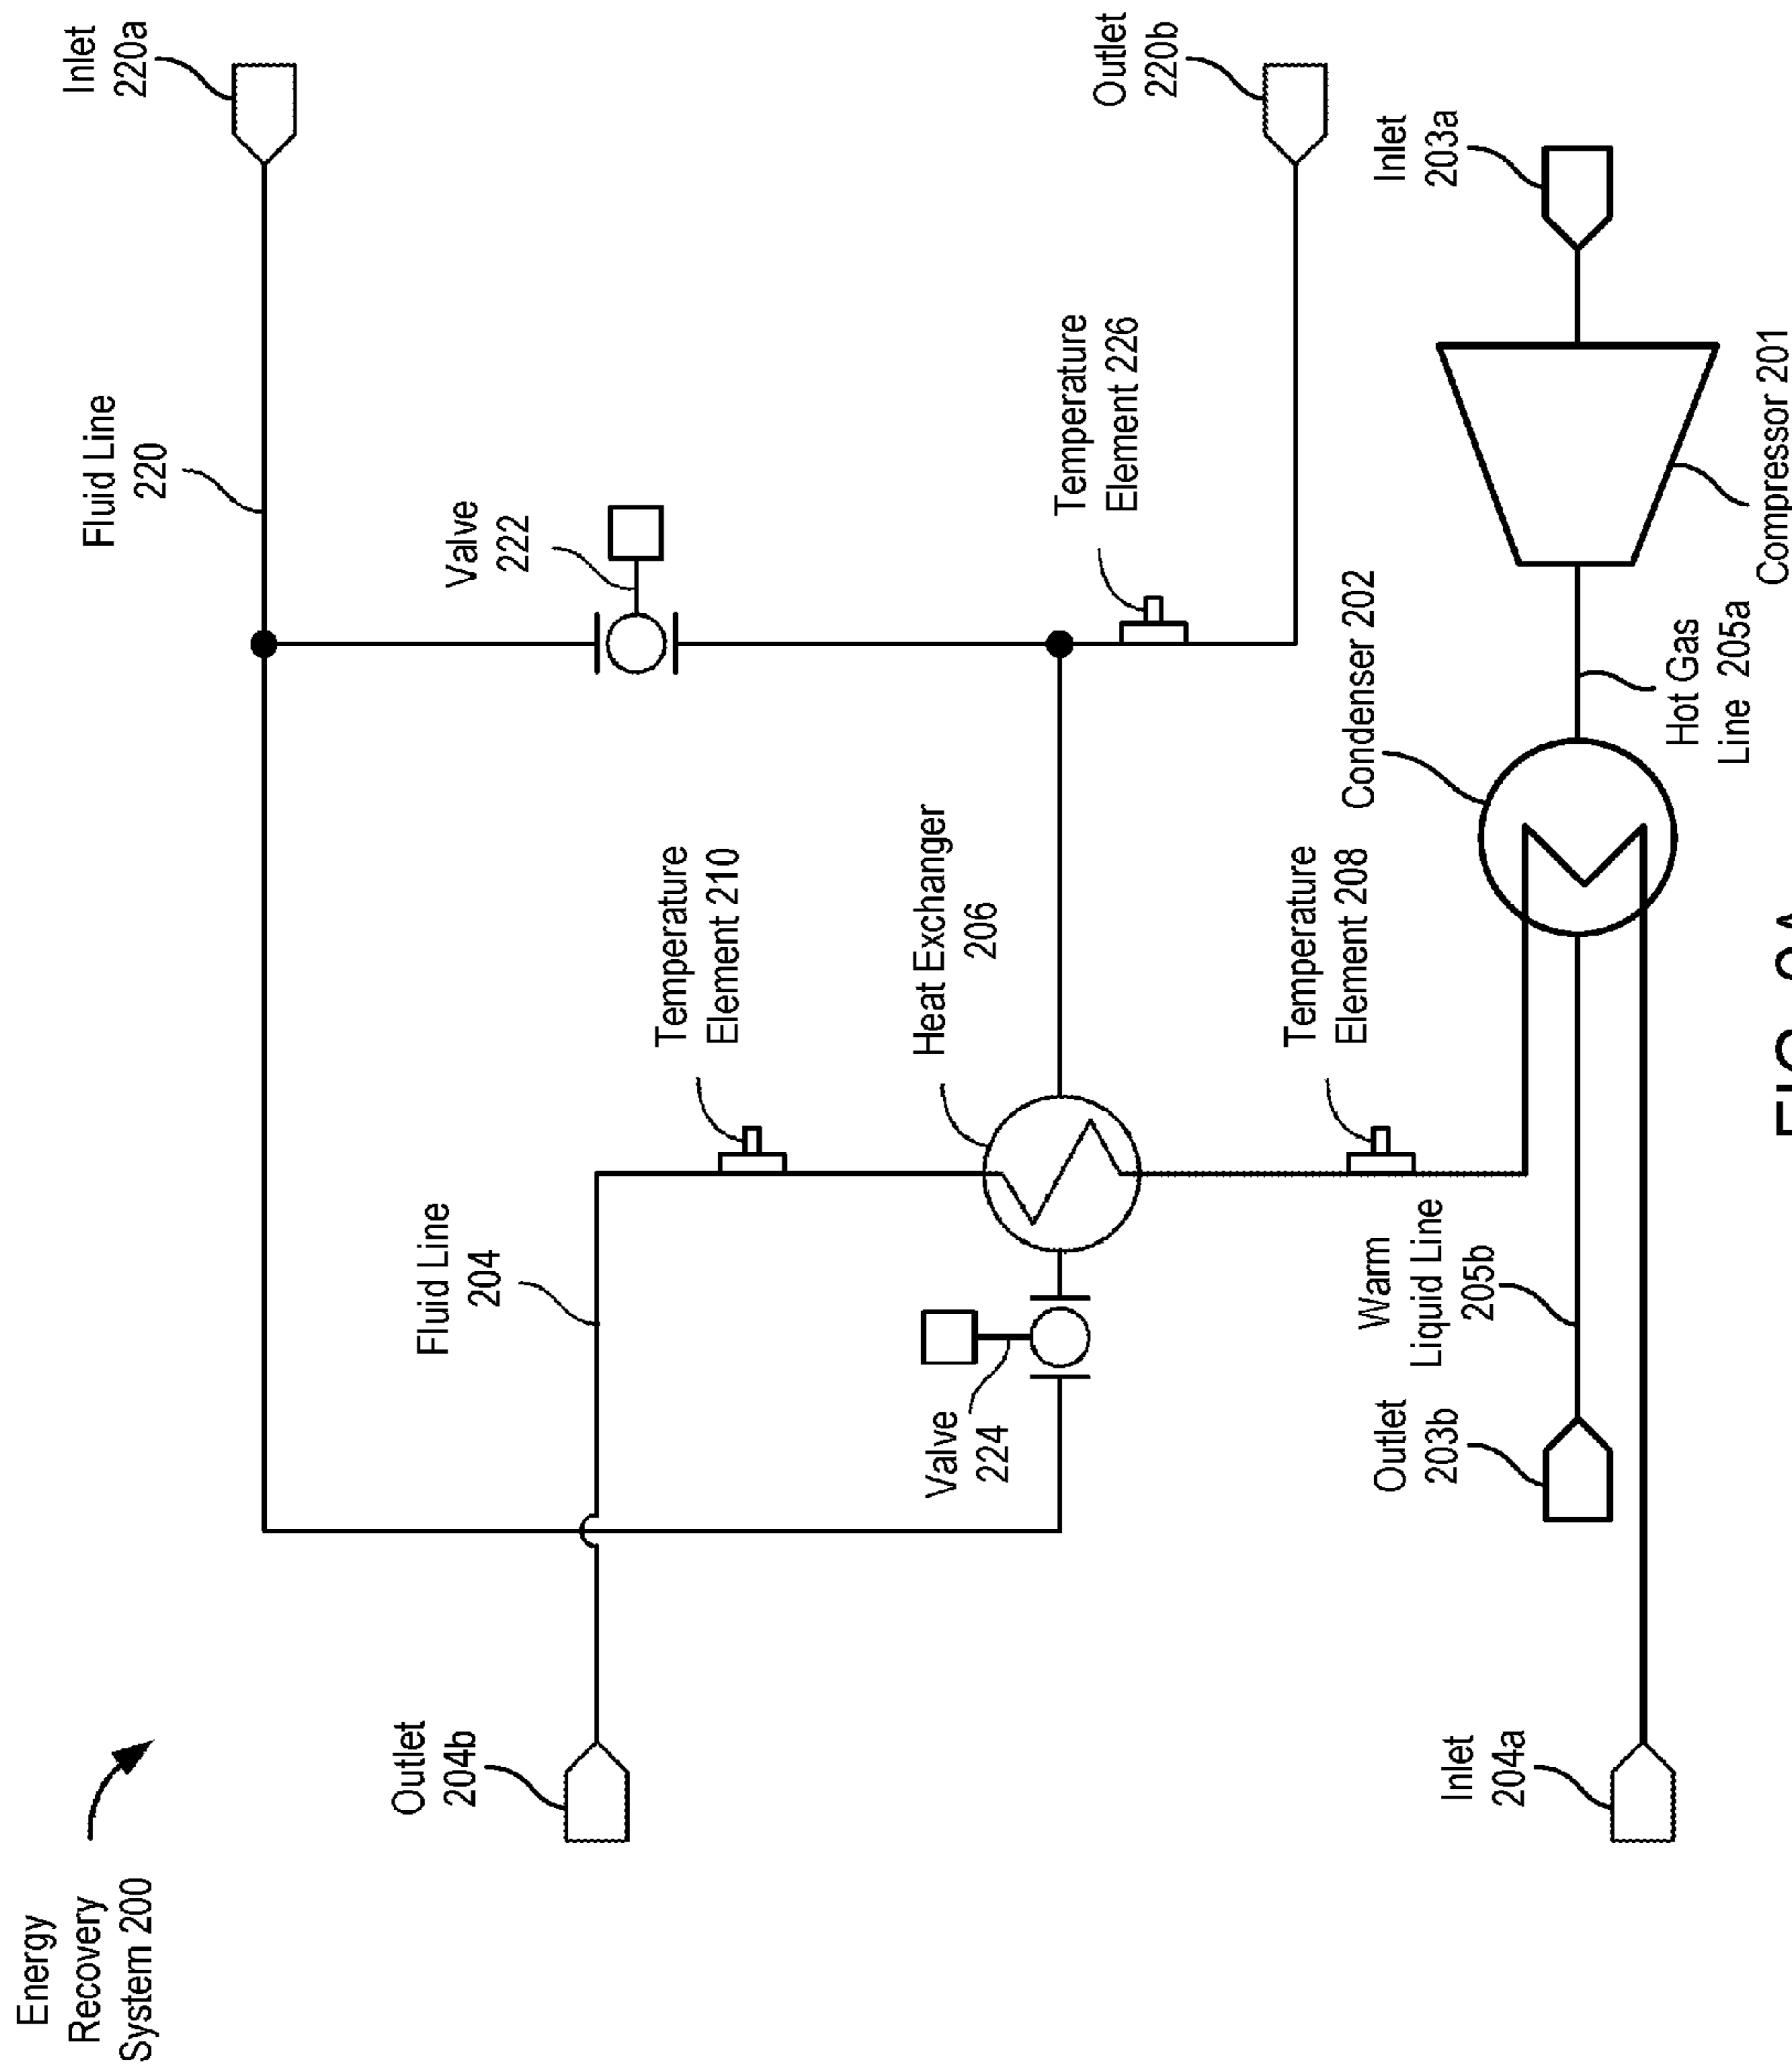 Energy
Recovery
System 200
Inlet
220a
Fluid Line
220
Outlet
220b
Valve
222
Temperature
Element 226
Inlet
203a
Compressor 201
Hot Gas
Line 205a
Condenser 202
Temperature
Element 210
Heat Exchanger
206
Temperature
Element 208
Fluid Line
204
Valve
224
Warm
Liquid Line
205b
Outlet
203b
Outlet
204b
Inlet
204a